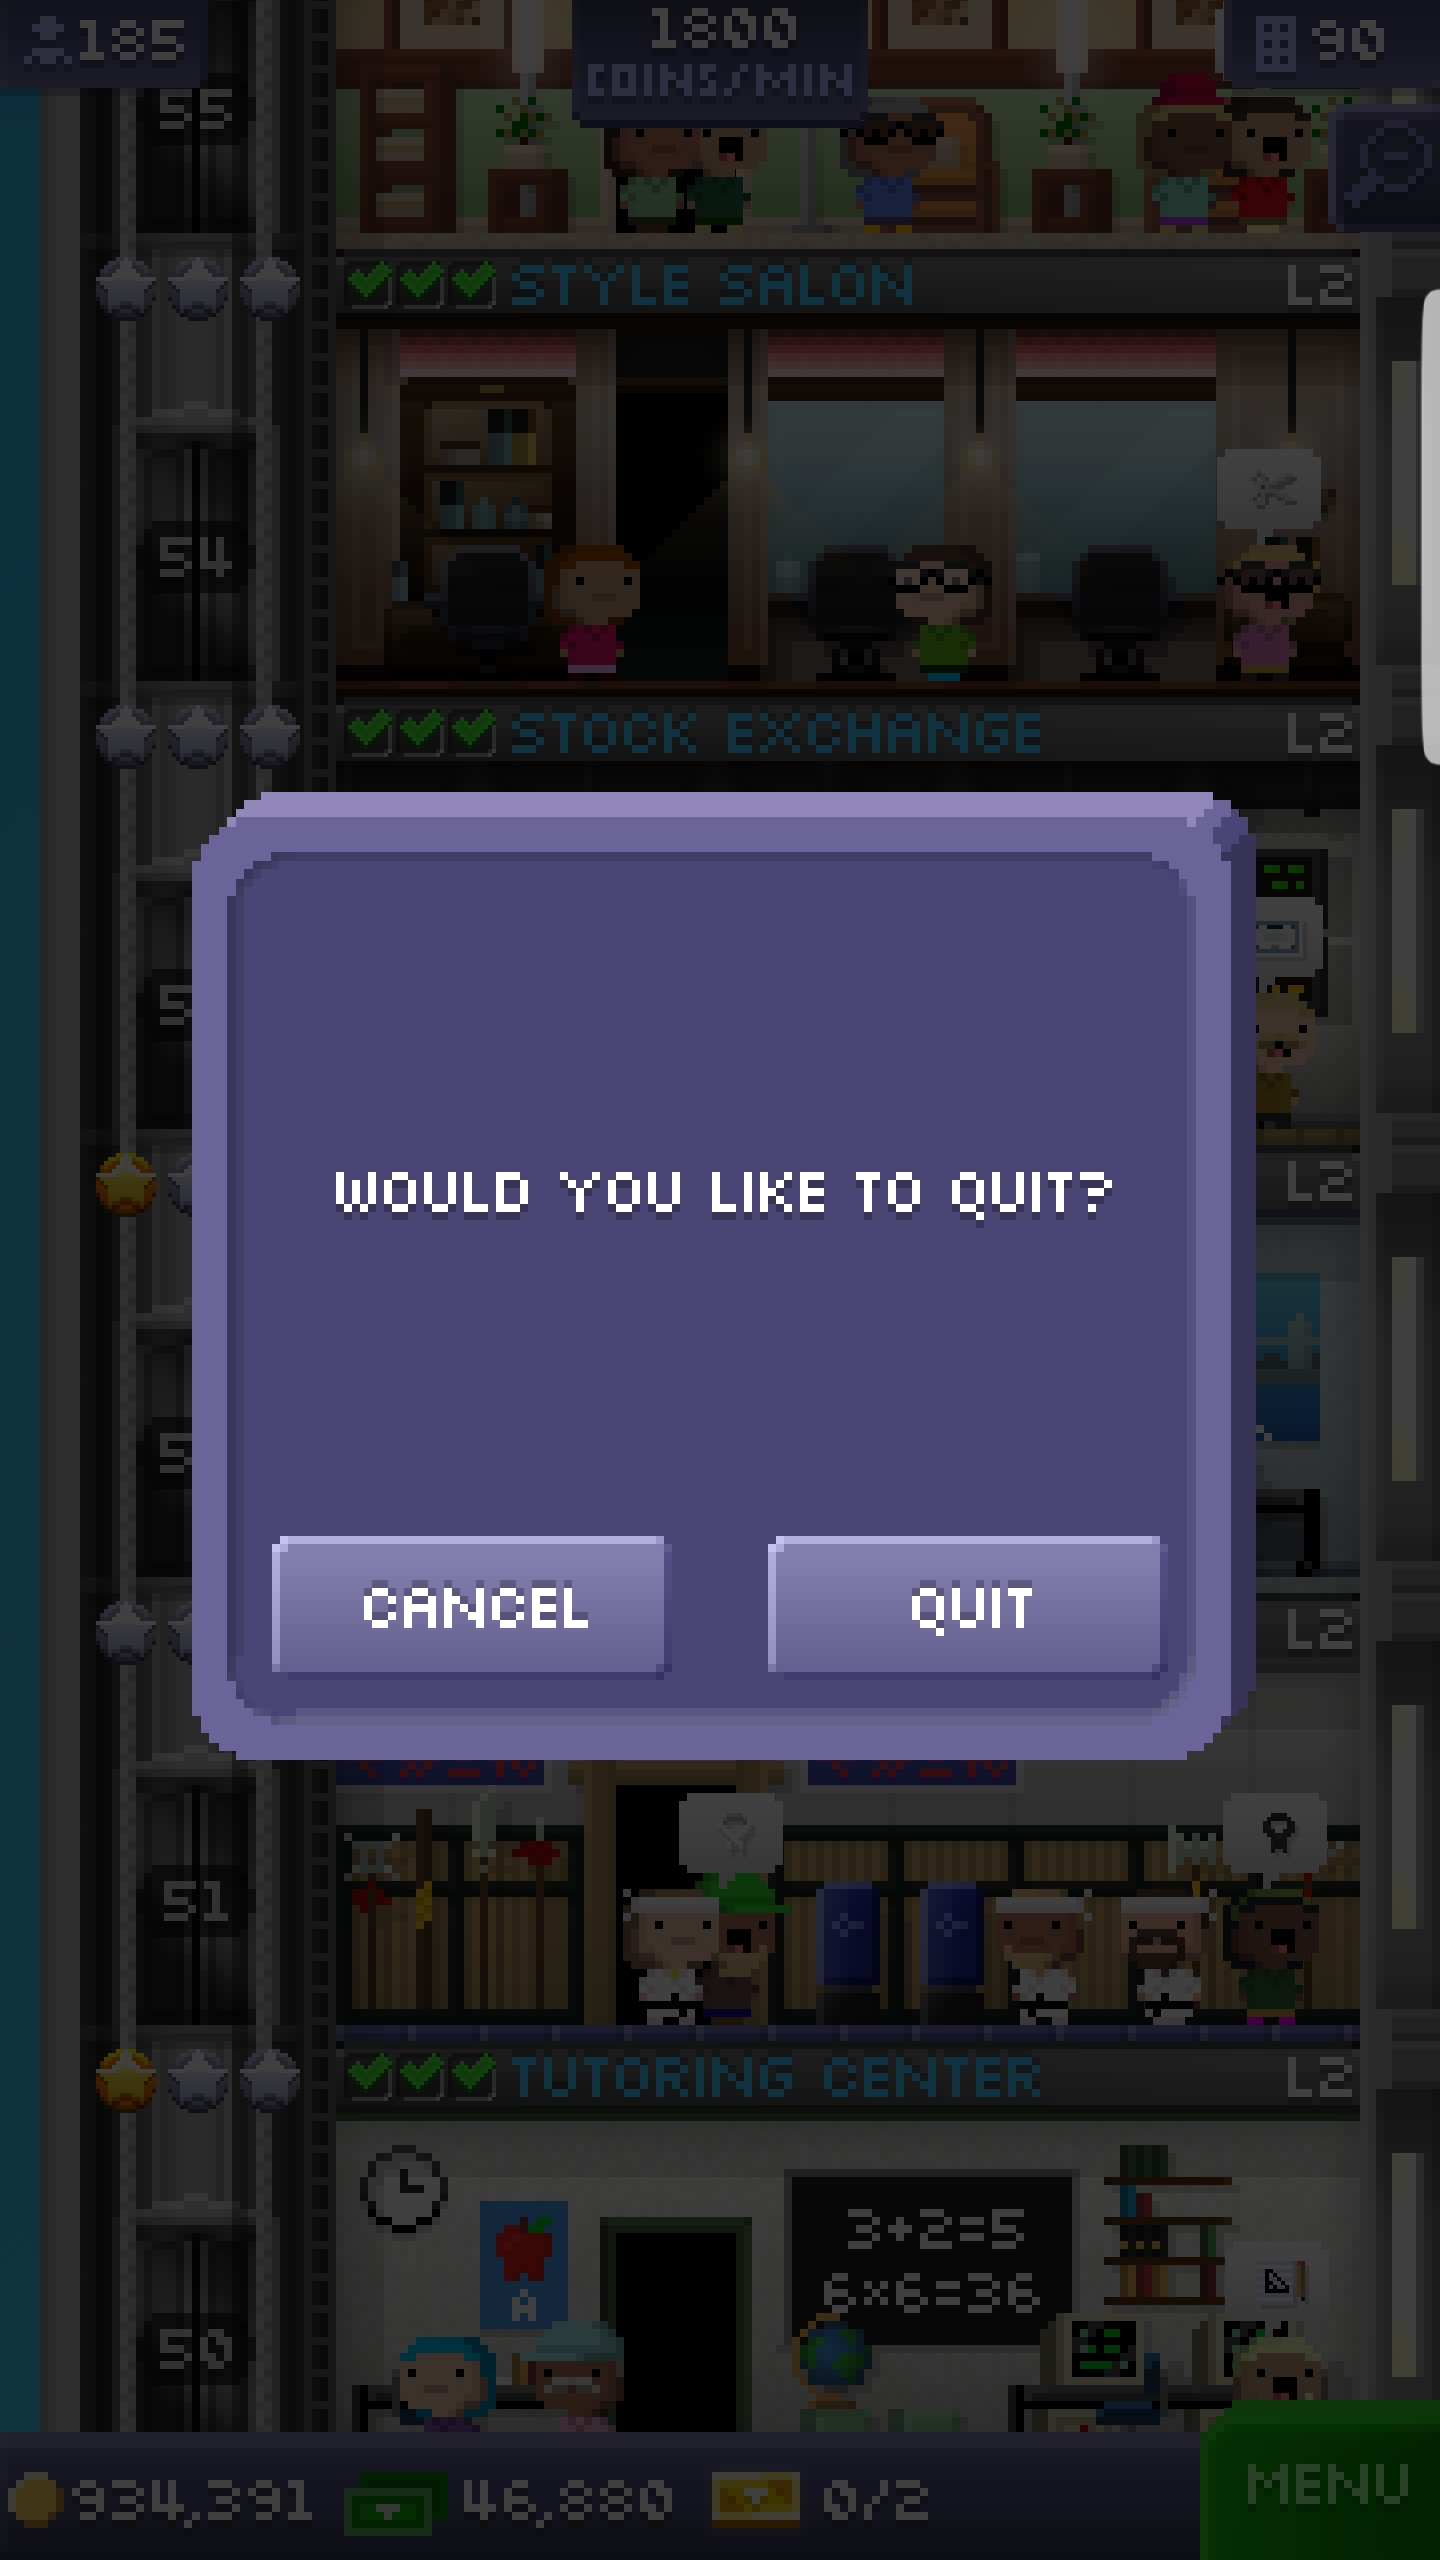 185
1800
COINS/MIN
90
55
STYLE SALON L2
54
STOCK EXCHANGE L2
L2
L2
51
TUTORING CENTER L2
WOULD YOU LIKE TO QUIT?
CANCEL QUIT
3+2=5
6×6=36
A
50
934,391 46,880 0/2 MENU